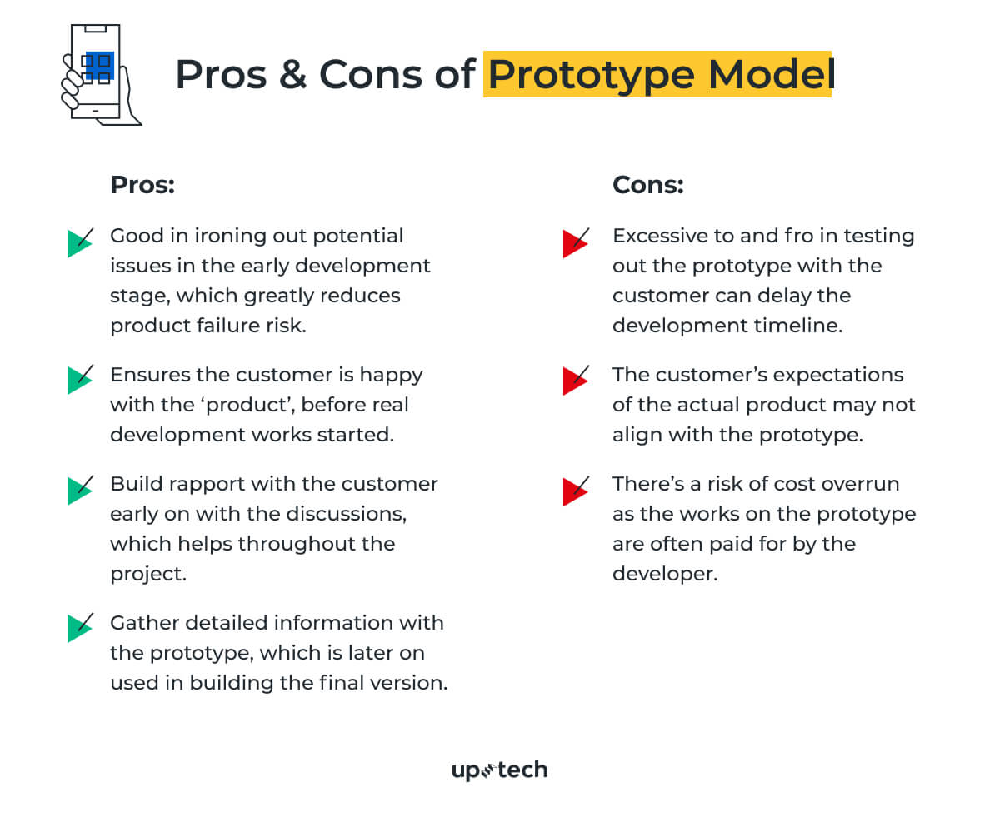 Pros & Cons of Prototype Model
Pros:
Good in ironing out potential
issues in the early development
stage, which greatly reduces
product failure risk.
Ensures the customer is happy
with the ‘product’, before real
development works started.
Build rapport with the customer
early on with the discussions,
which helps throughout the
project.
Gather detailed information with
the prototype, which is later on
used in building the final version.
Cons:
Excessive to and fro in testing
out the prototype with the
customer can delay the
development timeline.
The customer’s expectations
of the actual product may not
align with the prototype.
There’s a risk of cost overrun
as the works on the prototype
are often paid for by the
developer.
upstech